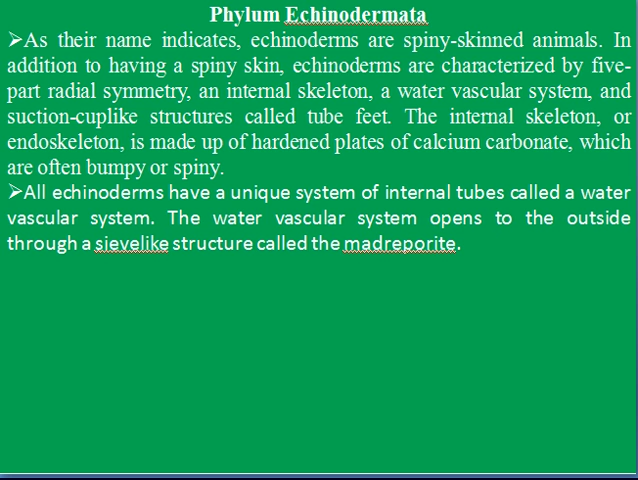 Phylum Echinodermata
➢As their name indicates, echinoderms are spiny-skinned animals. In
addition to having a spiny skin, echinoderms are characterized by five-
part radial symmetry, an internal skeleton, a water vascular system, and
suction-cuplike structures called tube feet. The internal skeleton, or
endoskeleton, is made up of hardened plates of calcium carbonate, which
are often bumpy or spiny.
➢All echinoderms have a unique system of internal tubes called a water
vascular system. The water vascular system opens to the outside
through a sievelike structure called the madreporite.